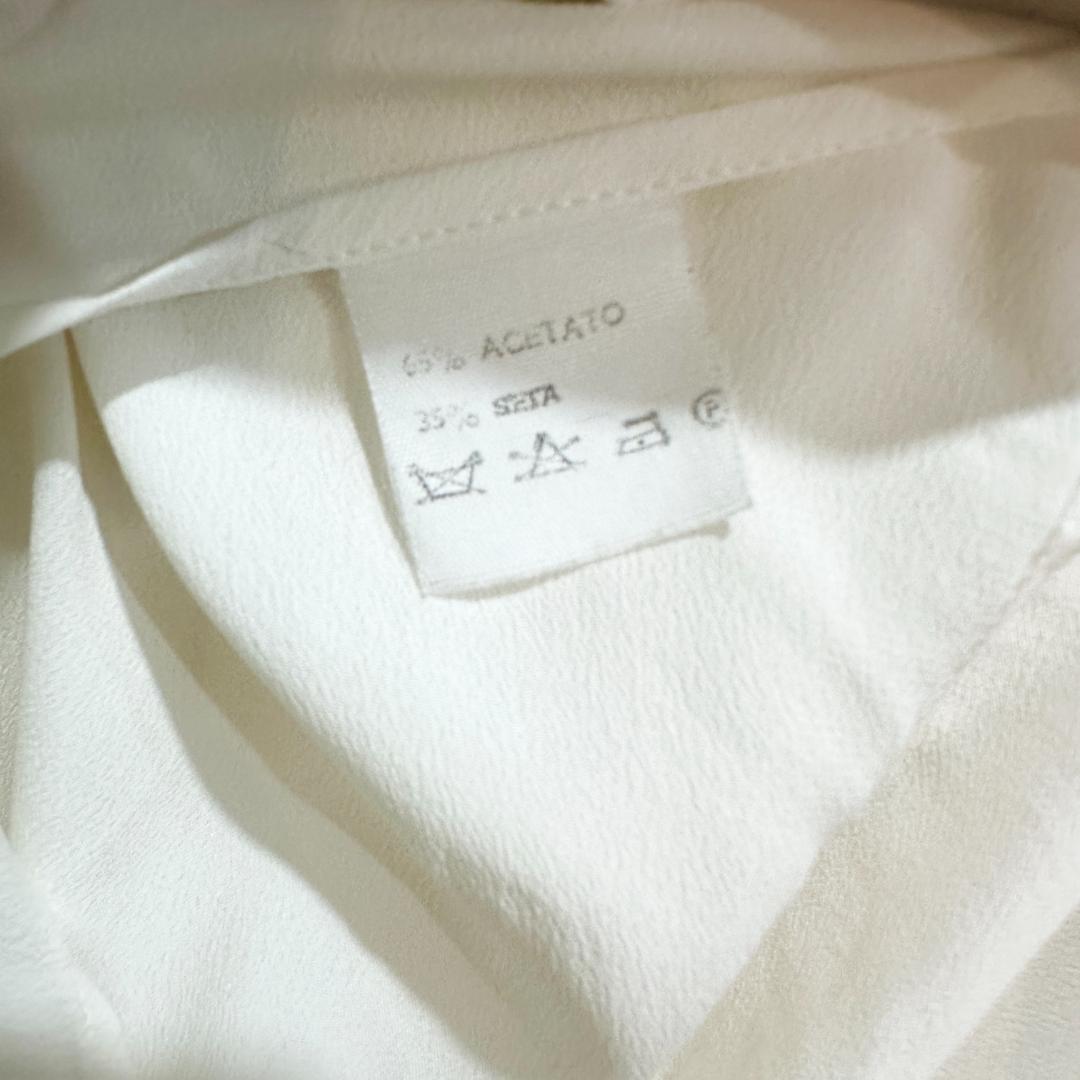 65% ACETATO
35% SETA
P